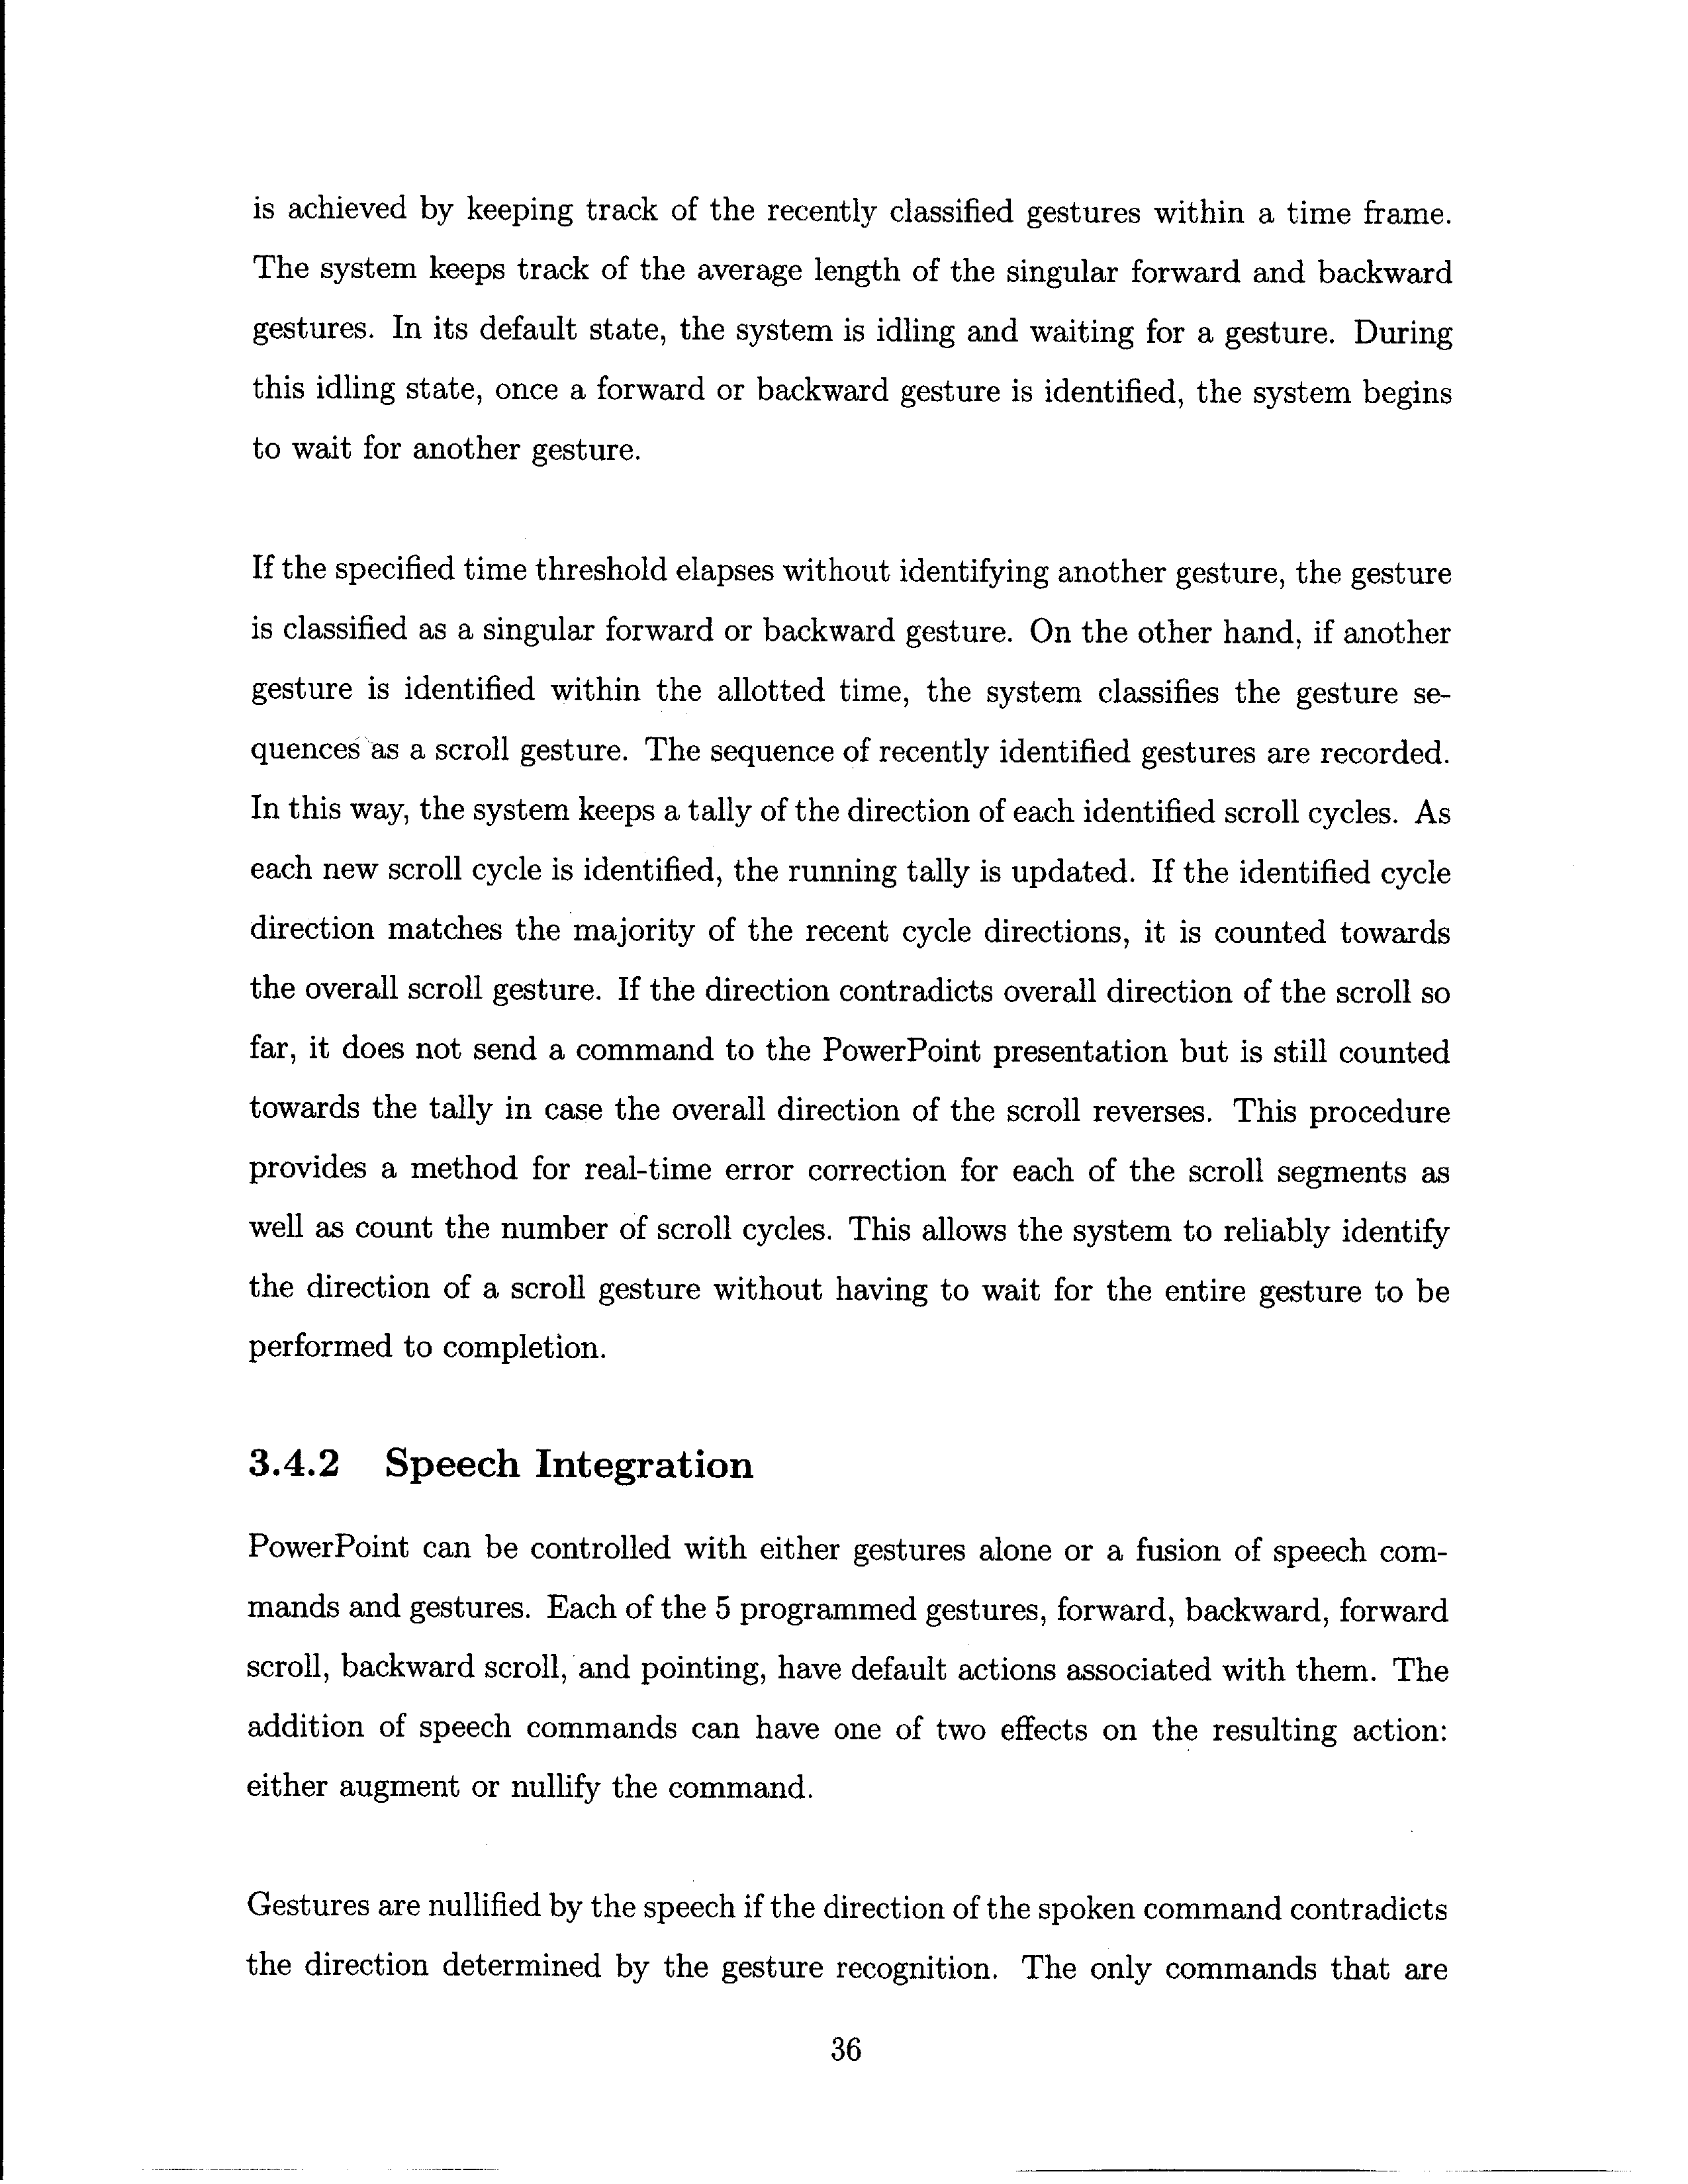 is achieved by keeping track of the recently classified gestures within a time frame.
The system keeps track of the average length of the singular forward and backward
gestures. In its default state, the system is idling and waiting for a gesture. During
this idling state, once a forward or backward gesture is identified, the system begins
to wait for another gesture.
If the specified time threshold elapses without identifying another gesture, the gesture
is classified as a singular forward or backward gesture. On the other hand, if another
gesture is identified within the allotted time, the system classifies the gesture se-
quences as a scroll gesture. The sequence of recently identified gestures are recorded.
In this way, the system keeps a tally of the direction of each identified scroll cycles. As
each new scroll cycle is identified, the running tally is updated. If the identified cycle
direction matches the majority of the recent cycle directions, it is counted towards
the overall scroll gesture. If the direction contradicts overall direction of the scroll so
far, it does not send a command to the PowerPoint presentation but is still counted
towards the tally in case the overall direction of the scroll reverses. This procedure
provides a method for real-time error correction for each of the scroll segments as
well as count the number of scroll cycles. This allows the system to reliably identify
the direction of a scroll gesture without having to wait for the entire gesture to be
performed to completion.
3.4.2 Speech Integration
PowerPoint can be controlled with either gestures alone or a fusion of speech com-
mands and gestures. Each of the 5 programmed gestures, forward, backward, forward
scroll, backward scroll, and pointing, have default actions associated with them. The
addition of speech commands can have one of two effects on the resulting action:
either augment or nullify the command.
Gestures are nullified by the speech if the direction of the spoken command contradicts
the direction determined by the gesture recognition. The only commands that are
36